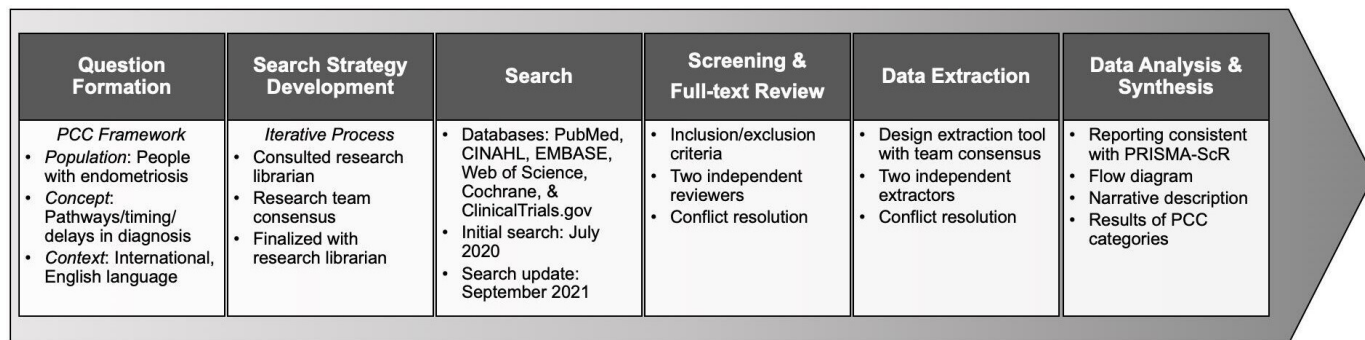 Question
Formation
PCC Framework
• Population: People
with endometriosis
• Concept:
Pathways/timing/
delays in diagnosis
• Context: International,
English language
Search Strategy
Development
Iterative Process
• Consulted research
librarian
• Research team
consensus
• Finalized with
research librarian
Search
• Databases: PubMed,
CINAHL, EMBASE,
Web of Science,
Cochrane, &
ClinicalTrials.gov
• Initial search: July
2020
• Search update:
September 2021
Screening &
Full-text Review
• Inclusion/exclusion
criteria
• Two independent
reviewers
• Conflict resolution
Data Extraction
• Design extraction tool
with team consensus
• Two independent
extractors
• Conflict resolution
Data Analysis &
Synthesis
• Reporting consistent
with PRISMA-ScR
• Flow diagram
• Narrative description
• Results of PCC
categories